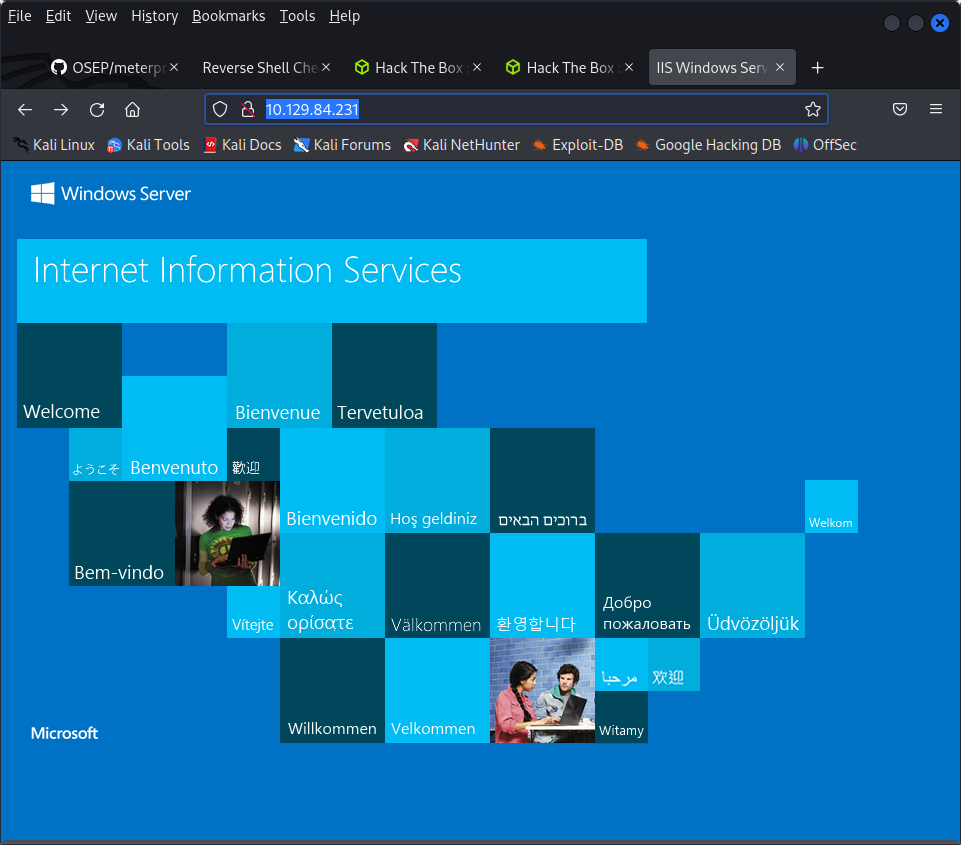 File Edit View History Bookmarks Tools Help
OSEP/meterpr Reverse Shell Che Hack The Box : Hack The Box : IIS Windows Serv
10.129.84.231
Kali Linux Kali Tools Kali Docs Kali Forums Kali NetHunter Exploit-DB Google Hacking DB OffSec
Windows Server
Internet Information Services
Welcome
Bienvenue
Tervetuloa
ようこそ
Benvenuto
歡迎
Bienvenido
Hoş geldiniz
ברוכים הבאים
Welkom
Bem-vindo
Vítejte
Καλώς
ορίσατε
Välkommen
환영합니다
Добро
пожаловать
Üdvözöljük
Microsoft
Willkommen
Velkommen
مرحبا
欢迎
Witamy